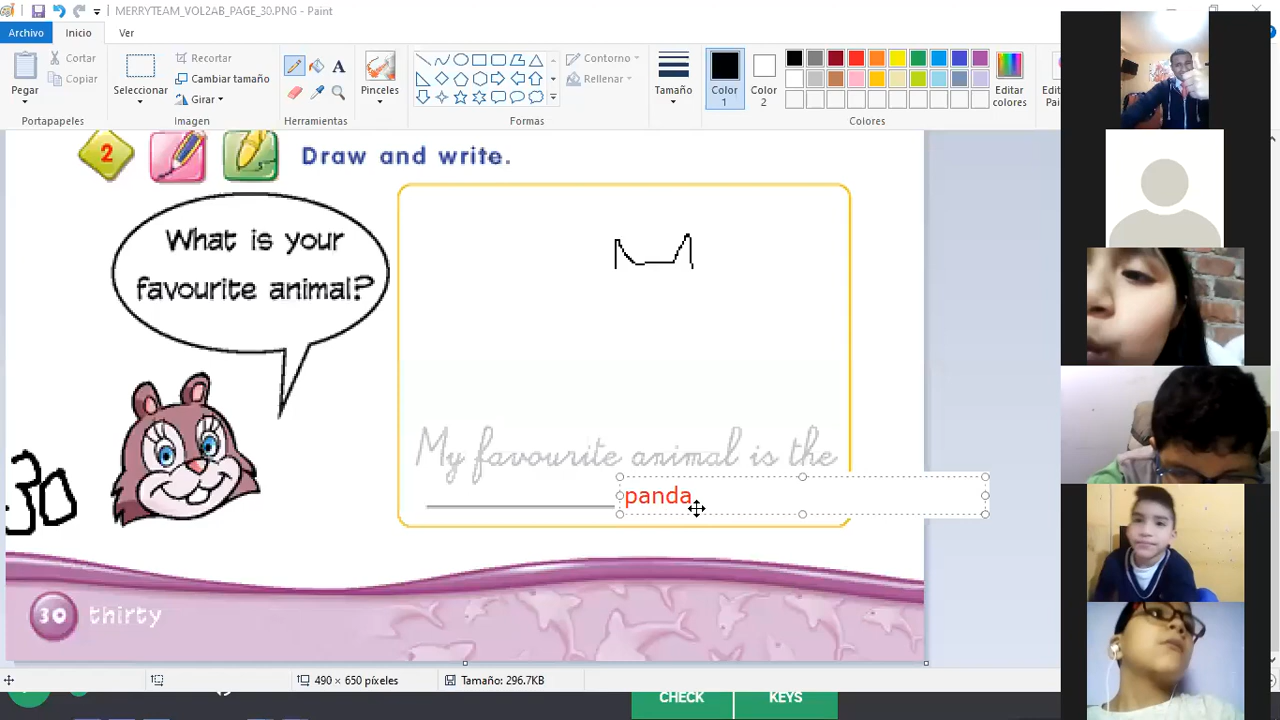 MERRYTEAM_VOL2AB_PAGE_30.PNG - Paint
Archivo Inicio Ver
Pegar
Cortar
Copiar
Portapapeles
Seleccionar
Recortar
Cambiar tamaño
Girar
Imagen
A
Herramientas
Pinceles
Contorno
Rellenar
Formas
Tamaño
Color 1
Color 2
Editar colores
Colores
2 Draw and write.
What is your
favourite animal?
My favourite animal is the
panda
30
30 thirty
490 × 650 píxeles
Tamaño: 296.7KB
CHECK KEYS